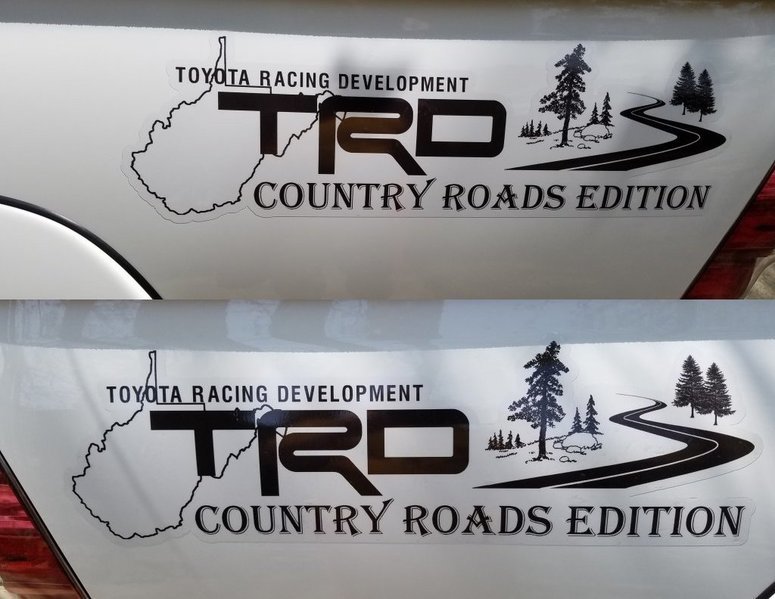 TOYOTA RACING DEVELOPMENT
TRD
COUNTRY ROADS EDITION
TOYOTA RACING DEVELOPMENT
TRD
COUNTRY ROADS EDITION